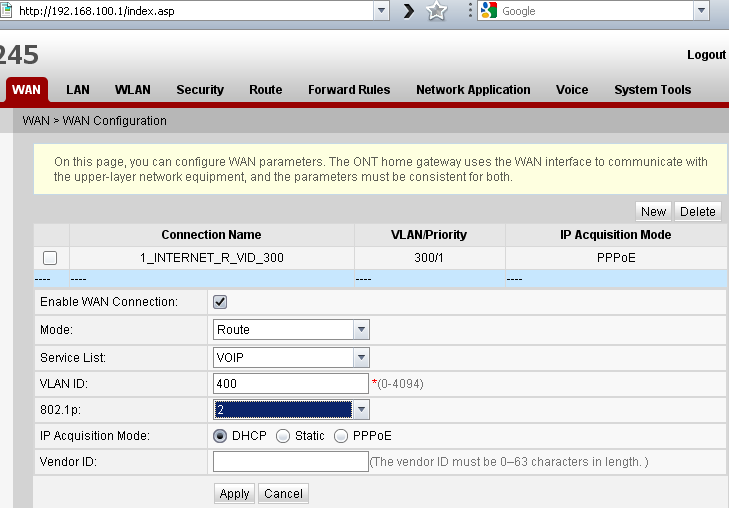 http://192.168.100.1/index.asp Google
245
Logout
WAN LAN WLAN Security Route Forward Rules Network Application Voice System Tools
WAN > WAN Configuration
On this page, you can configure WAN parameters. The ONT home gateway uses the WAN interface to communicate with
the upper-layer network equipment, and the parameters must be consistent for both.
New Delete
Connection Name VLAN/Priority IP Acquisition Mode
1_INTERNET_R_VID_300 300/1 PPPoE
---- ---- ---- ----
Enable WAN Connection:
Mode: Route
Service List: VOIP
VLAN ID: 400 *(0-4094)
802.1p: 2
IP Acquisition Mode: DHCP Static PPPoE
Vendor ID: (The vendor ID must be 0–63 characters in length. )
Apply Cancel